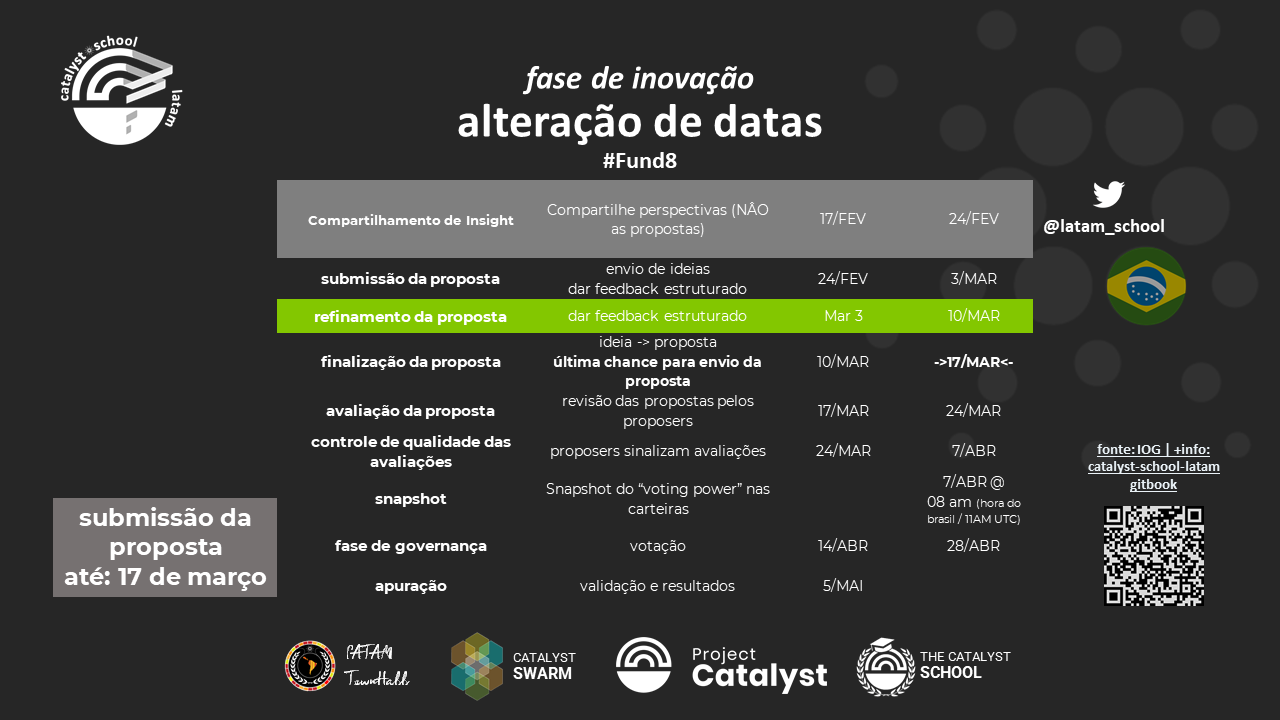 catalyst school
latam
fase de inovação
alteração de datas
#Fund8
Compartilhamento de Insight
Compartilhe perspectivas (NÂO
as propostas)
17/FEV
24/FEV
@latam_school
submissão da proposta
envio de ideias
dar feedback estruturado
24/FEV
3/MAR
refinamento da proposta
dar feedback estruturado
Mar 3
10/MAR
finalização da proposta
ideia -> proposta
última chance para envio da
proposta
10/MAR
->17/MAR<-
avaliação da proposta
revisão das propostas pelos
proposers
17/MAR
24/MAR
controle de qualidade das
avaliações
proposers sinalizam avaliações
24/MAR
7/ABR
snapshot
Snapshot do “voting power” nas
carteiras
7/ABR @
08 am (hora do
brasil / 11AM UTC)
fase de governança
votação
14/ABR
28/ABR
apuração
validação e resultados
5/MAI
submissão da
proposta
até: 17 de março
fonte: IOG | +info:
catalyst-school-latam
gitbook
LATAM
TownHalls
CATALYST
SWARM
Project
Catalyst
THE CATALYST
SCHOOL